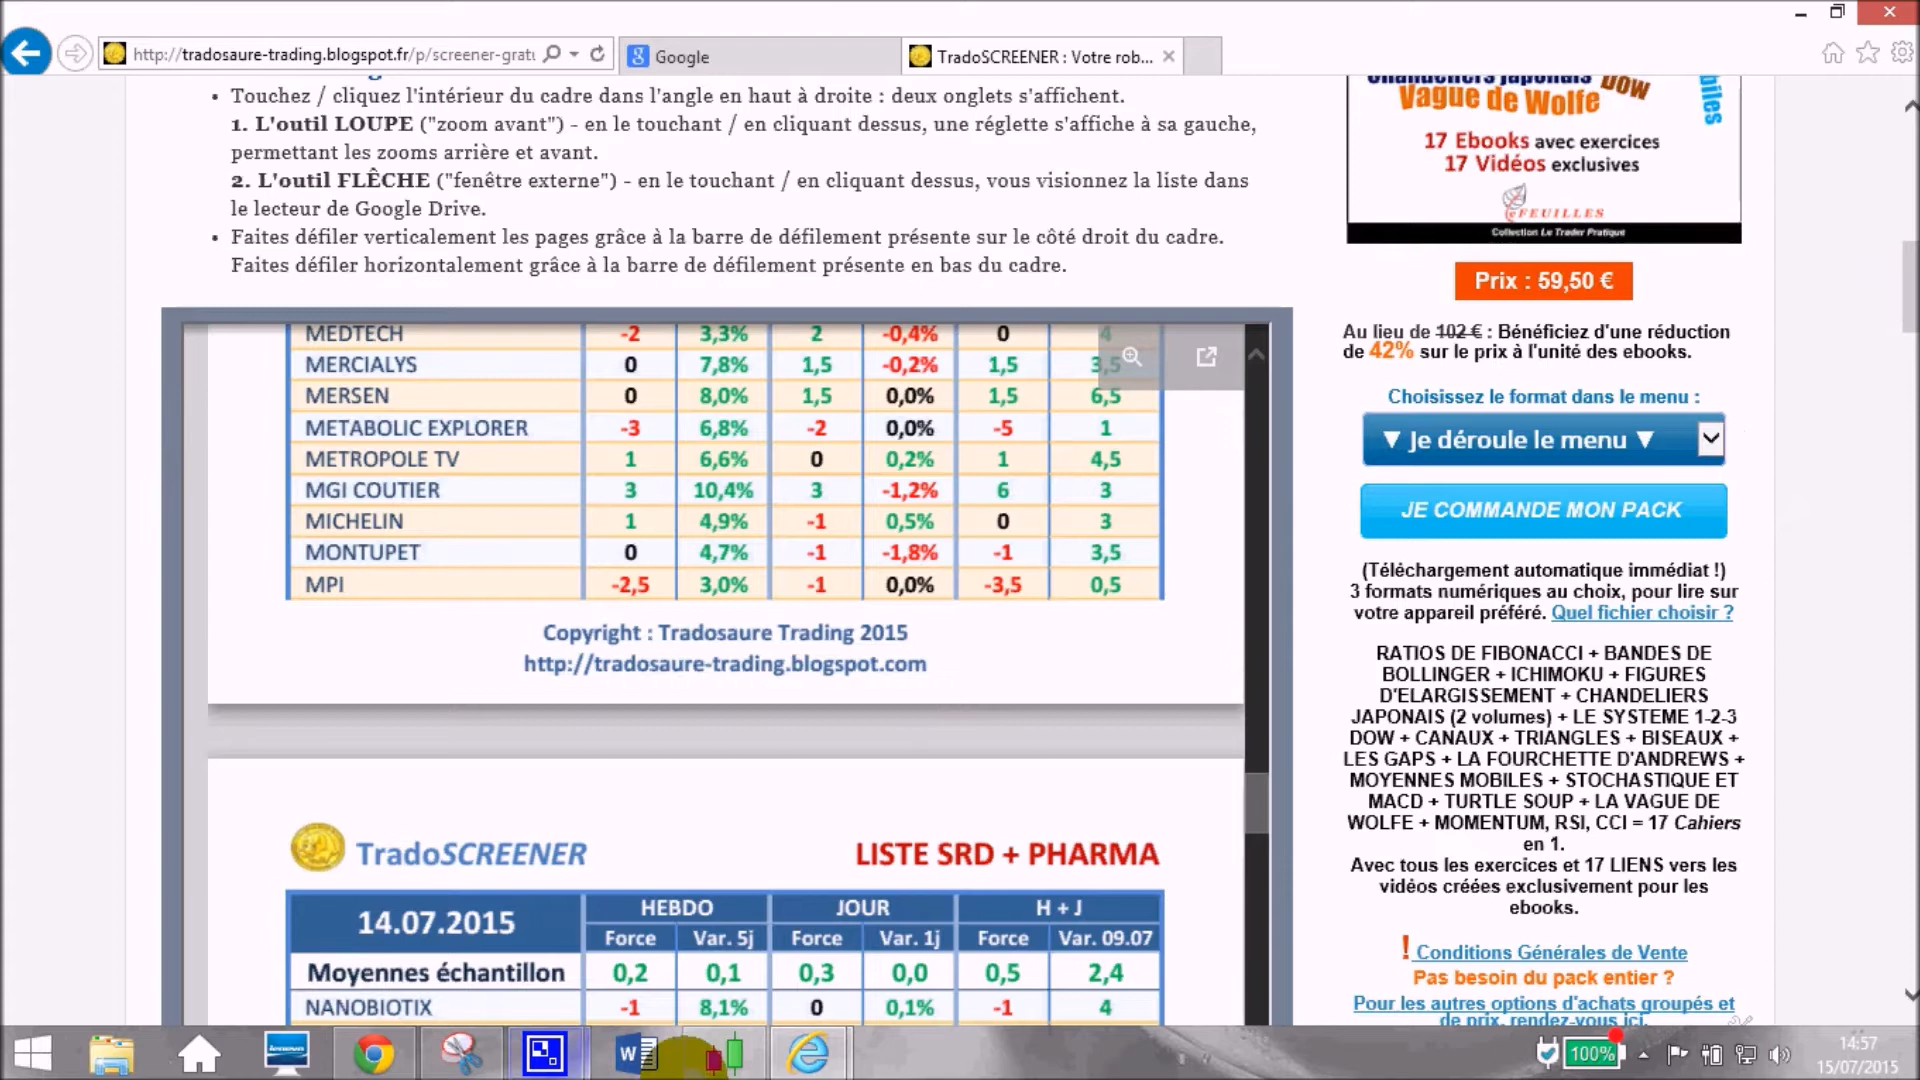 http://tradosaure-trading.blogspot.fr/p/screener-grat
Google
TradoSCREENER : Votre rob...
Touchez / cliquez l'intérieur du cadre dans l'angle en haut à droite : deux onglets s'affichent.
1. L'outil LOUPE ("zoom avant") - en le touchant / en cliquant dessus, une réglette s'affiche à sa gauche,
permettant les zooms arrière et avant.
2. L'outil FLÊCHE ("fenêtre externe") - en le touchant / en cliquant dessus, vous visionnez la liste dans
le lecteur de Google Drive.
Faites défiler verticalement les pages grâce à la barre de défilement présente sur le côté droit du cadre.
Faites défiler horizontalement grâce à la barre de défilement présente en bas du cadre.
MEDTECH -2 3,3% 2 -0,4% 0 4
MERCIALYS 0 7,8% 1,5 -0,2% 1,5 3,5
MERSEN 0 8,0% 1,5 0,0% 1,5 6,5
METABOLIC EXPLORER -3 6,8% -2 0,0% -5 1
METROPOLE TV 1 6,6% 0 0,2% 1 4,5
MGI COUTIER 3 10,4% 3 -1,2% 6 3
MICHELIN 1 4,9% -1 0,5% 0 3
MONTUPET 0 4,7% -1 -1,8% -1 3,5
MPI -2,5 3,0% -1 0,0% -3,5 0,5
Copyright : Tradosaure Trading 2015
http://tradosaure-trading.blogspot.com
TradoSCREENER LISTE SRD + PHARMA
14.07.2015 HEBDO JOUR H + J
Force Var. 5j Force Var. 1j Force Var. 09.07
Moyennes échantillon 0,2 0,1 0,3 0,0 0,5 2,4
NANOBIOTIX -1 8,1% 0 0,1% -1 4
Chandeliers japonais DOW
Vague de Wolfe
17 Ebooks avec exercices
17 Vidéos exclusives
eFEUILLES
Collection Le Trader Pratique
Prix : 59,50 €
Au lieu de 102 € : Bénéficiez d'une réduction
de 42% sur le prix à l'unité des ebooks.
Choisissez le format dans le menu :
▼ Je déroule le menu ▼
JE COMMANDE MON PACK
(Téléchargement automatique immédiat !)
3 formats numériques au choix, pour lire sur
votre appareil préféré. Quel fichier choisir ?
RATIOS DE FIBONACCI + BANDES DE
BOLLINGER + ICHIMOKU + FIGURES
D'ELARGISSEMENT + CHANDELIERS
JAPONAIS (2 volumes) + LE SYSTEME 1-2-3
DOW + CANAUX + TRIANGLES + BISEAUX +
LES GAPS + LA FOURCHETTE D'ANDREWS +
MOYENNES MOBILES + STOCHASTIQUE ET
MACD + TURTLE SOUP + LA VAGUE DE
WOLFE + MOMENTUM, RSI, CCI = 17 Cahiers
en 1.
Avec tous les exercices et 17 LIENS vers les
vidéos créées exclusivement pour les
ebooks.
! Conditions Générales de Vente
Pas besoin du pack entier ?
Pour les autres options d'achats groupés et
de prix, rendez-vous ici.
100%
14:57
15/07/2015